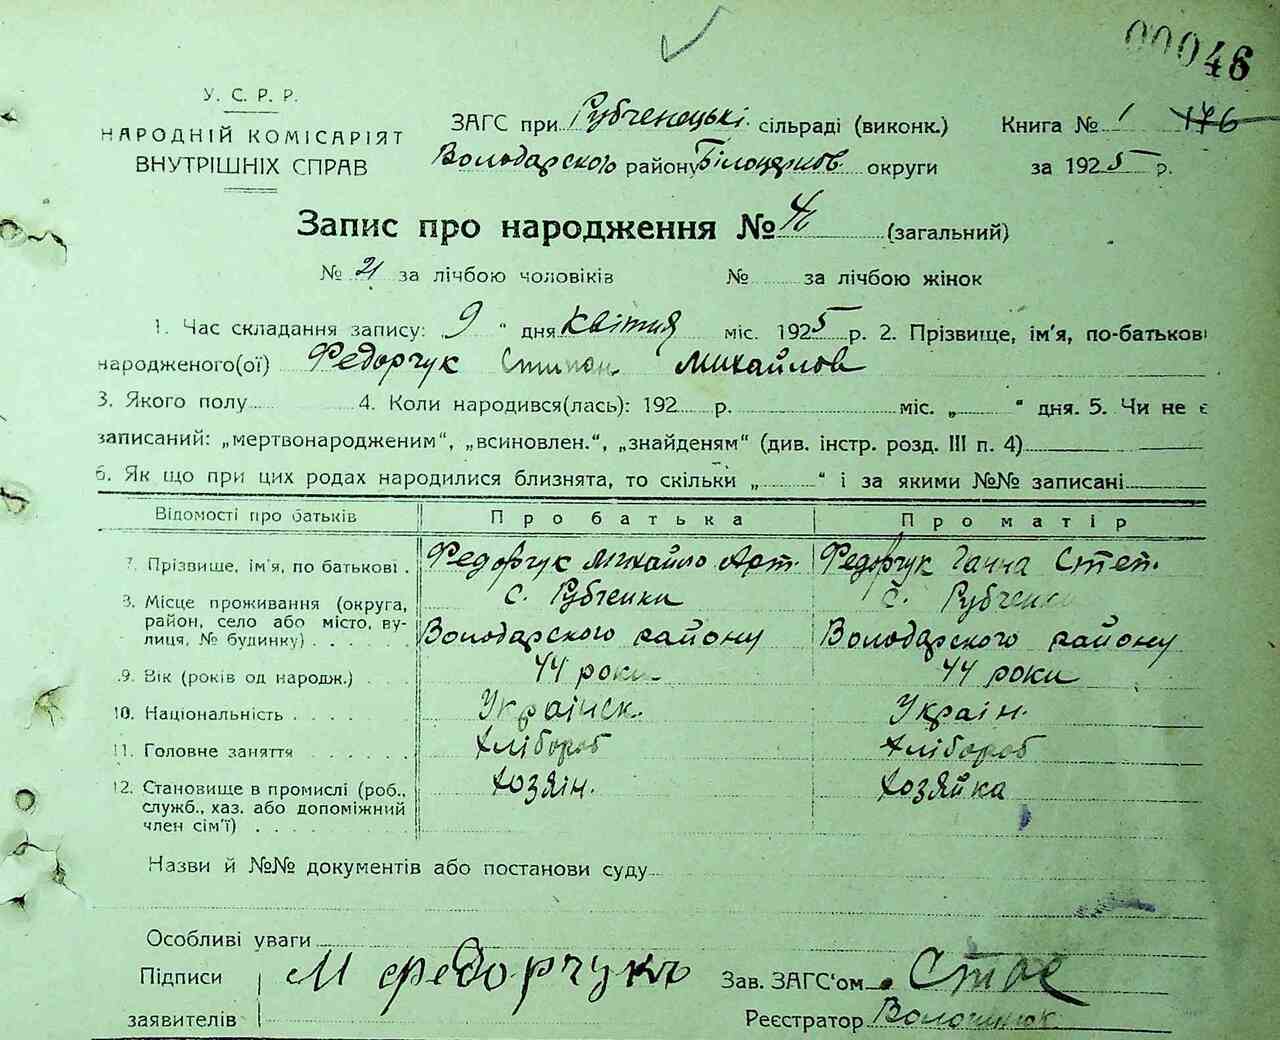 00046
У. С. Р. Р.
НАРОДНІЙ КОМІСАРІЯТ
ВНУТРІШНІХ СПРАВ
ЗАГС при Рубченецькі. сільраді (виконк.) Книга № 1 176
Володарского району Білоцерков. округи за 1925 р.
Запис про народження № (загальний)
№ 21 за лічбою чоловіків № за лічбою жінок
1. Час складання запису: 9 " дня квітня міс. 1925 р. 2. Прізвище, ім'я, по-батькові
народженого(ої) Федорчук Стипан Михайлов
3. Якого полу 4. Коли народився(лась): 192 р. міс. „ " дня. 5. Чи не є
записаний: „мертвонародженим", „всиновлен.", „знайденям" (див. інстр. розд. III п. 4)
6. Як що при цих родах народилися близнята, то скільки „ " і за якими №№ записані
Відомості про батьків Про батька Про матір
7. Прізвище, ім'я, по батькові . Федорчук Михайло Арт. Федорчук Ганна Степ.
8. Місце проживання (округа, район, село або місто, вулиця, № будинку) с. Рубченки Володарского району с. Рубченки Володарского району
9. Вік (років од народж.) 44 роки 44 роки
10. Національність Украінск. Украін.
11. Головне заняття Хлібороб Хлібороб
12. Становище в промислі (роб., служб., хаз. або допоміжний член сім'ї) Хозяін. Хозяйка
Назви й №№ документів або постанови суду
Особливі уваги
Підписи М Федорчукъ Зав. ЗАГС'ом
заявителів Реєстратор